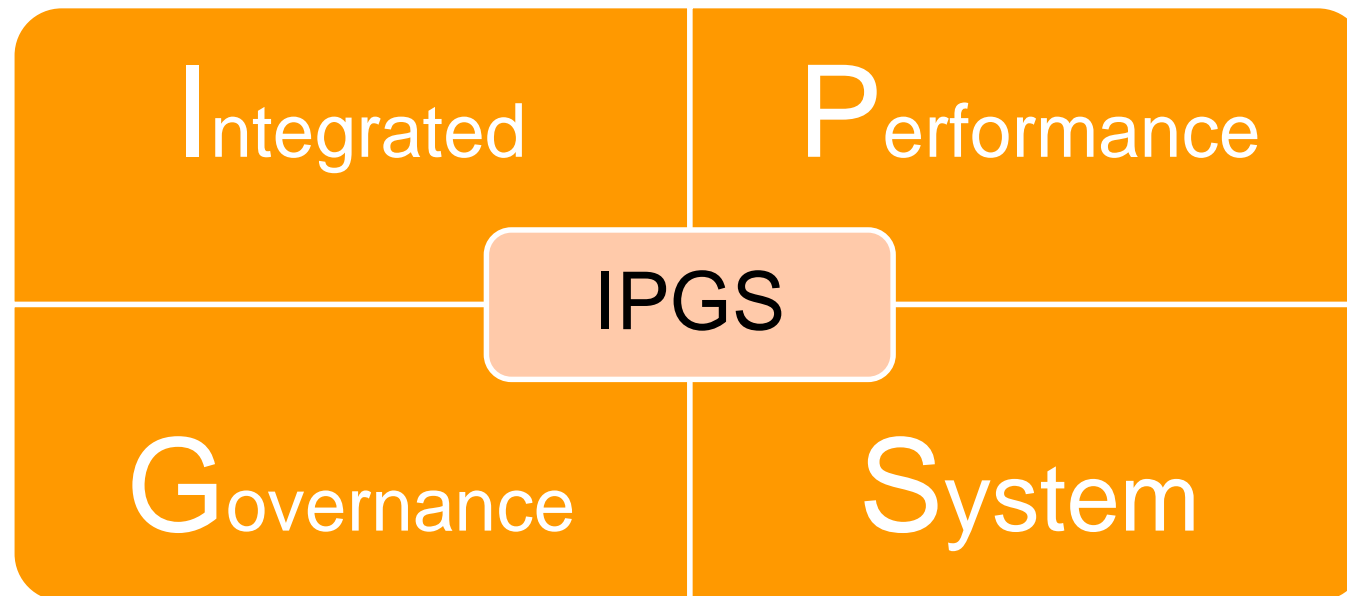 Integrated
Performance
IPGS
Governance
System